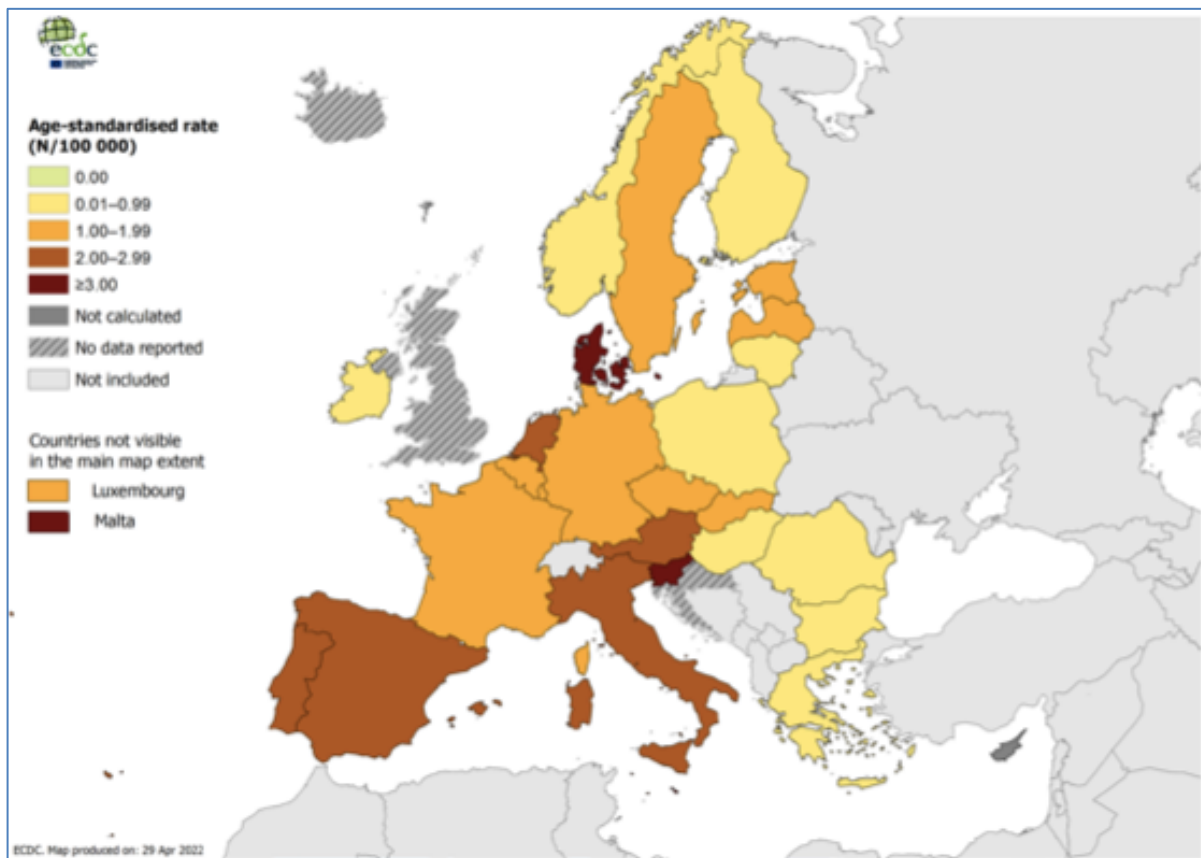 ecdc
Age-standardised rate
(N/100 000)
0.00
0.01–0.99
1.00–1.99
2.00–2.99
≥3.00
Not calculated
No data reported
Not included
Countries not visible
in the main map extent
Luxembourg
Malta
ECDC. Map produced on: 29 Apr 2022